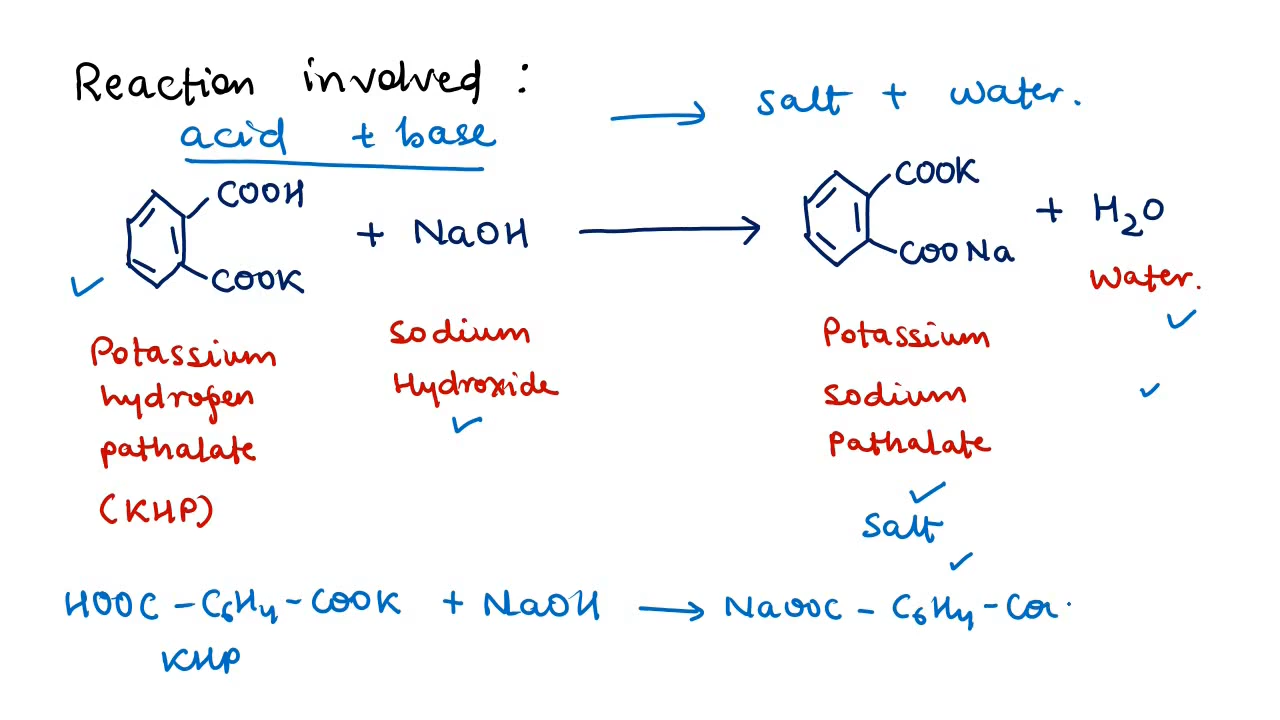 Reaction involved :
acid + base → salt + water.
COOH COOK
+ NaOH → + H₂O
COOK COONa
Water.
Potassium hydrogen pathalate (KHP)
Sodium Hydroxide
Potassium Sodium Pathalate
Salt
HOOC – C₆H₄ – COOK + NaOH → NaOOC – C₆H₄ –
KHP